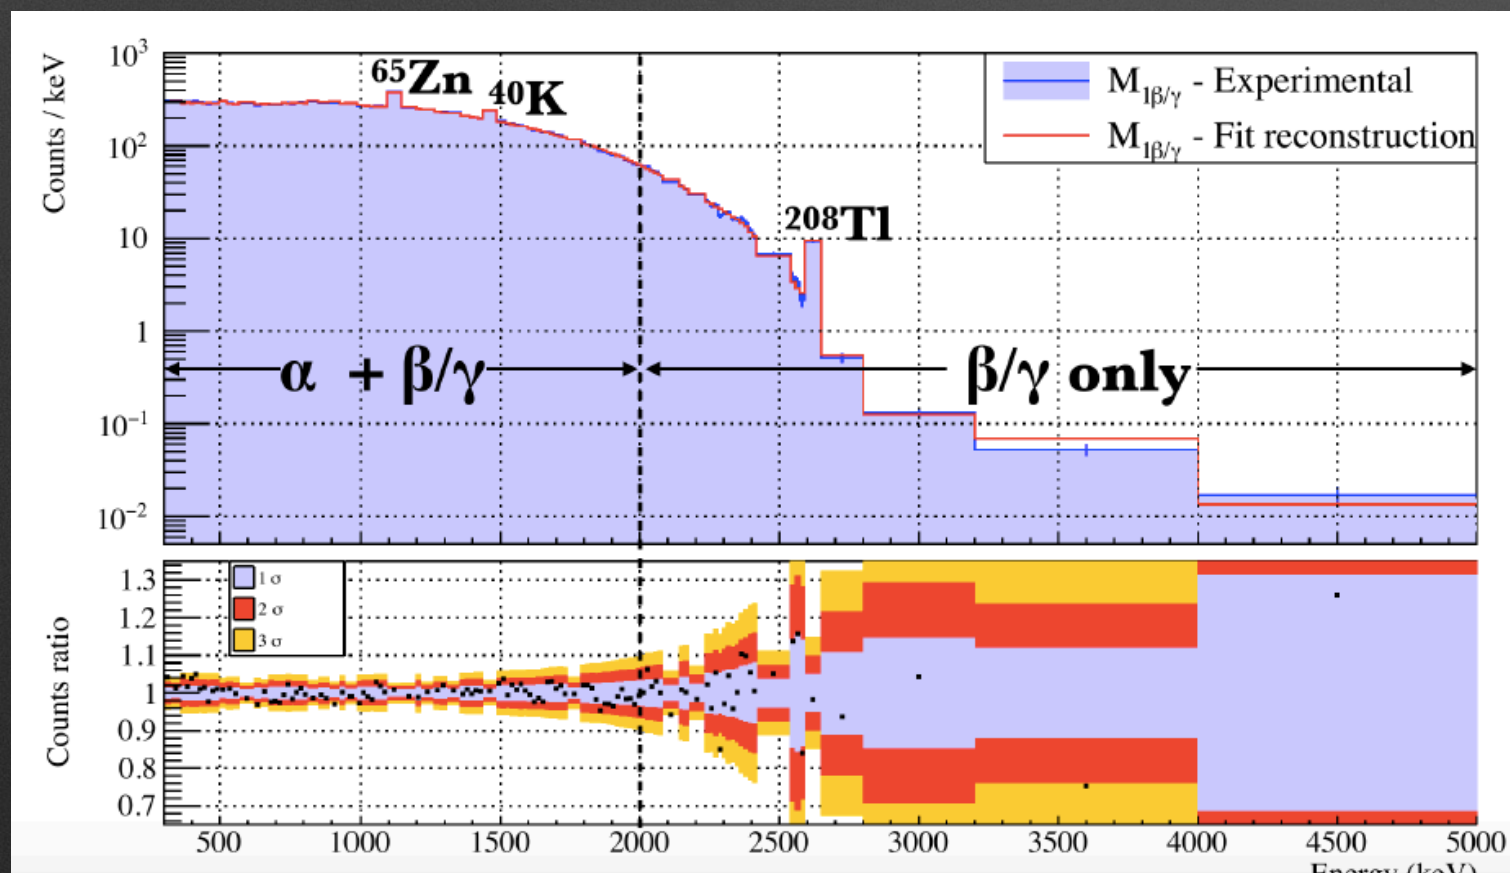 10³
10²
10
1
10⁻¹
10⁻²
Counts / keV
⁶⁵Zn
⁴⁰K
²⁰⁸Tl
M₁β/γ - Experimental
M₁β/γ - Fit reconstruction
α + β/γ
β/γ only
1.3
1.2
1.1
1
0.9
0.8
0.7
Counts ratio
1 σ
2 σ
3 σ
500 1000 1500 2000 2500 3000 3500 4000 4500 5000
Energy (keV)